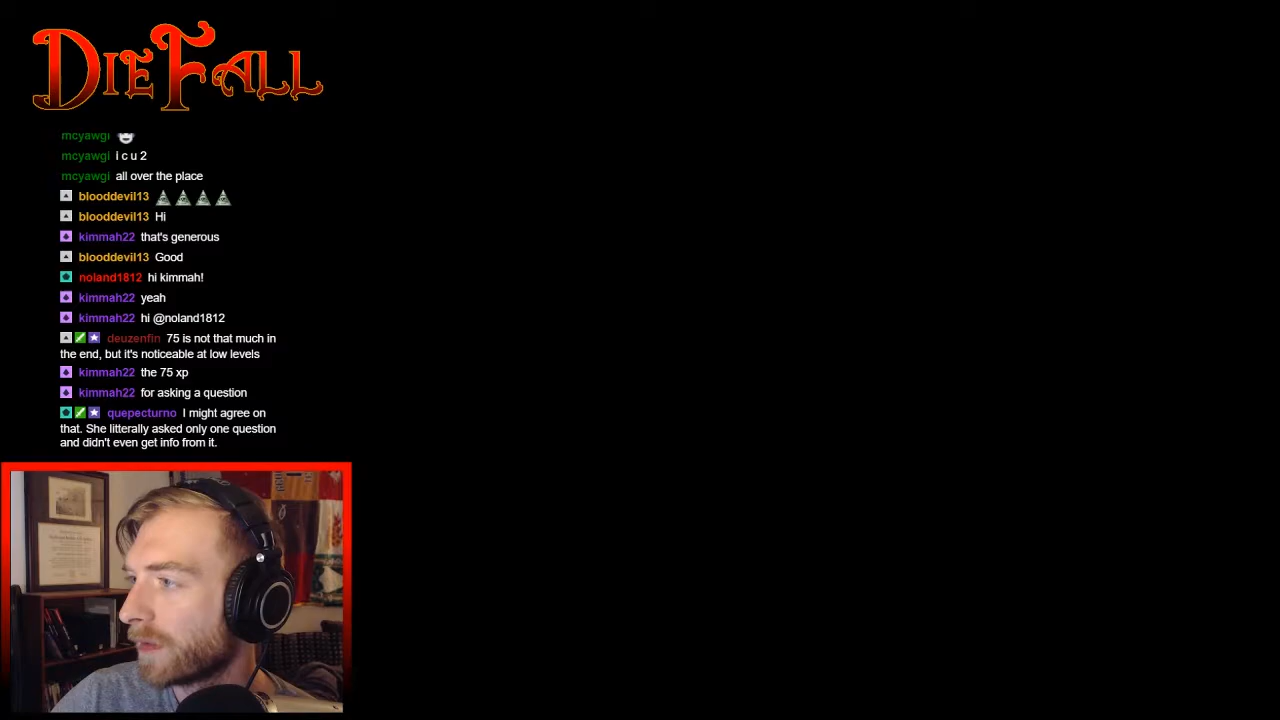 DIEFALL
mcyawgi
mcyawgi i c u 2
mcyawgi all over the place
blooddevil13
blooddevil13 Hi
kimmah22 that's generous
blooddevil13 Good
noland1812 hi kimmah!
kimmah22 yeah
kimmah22 hi @noland1812
deuzenfin 75 is not that much in
the end, but it's noticeable at low levels
kimmah22 the 75 xp
kimmah22 for asking a question
quepecturno I might agree on
that. She litterally asked only one question
and didn't even get info from it.